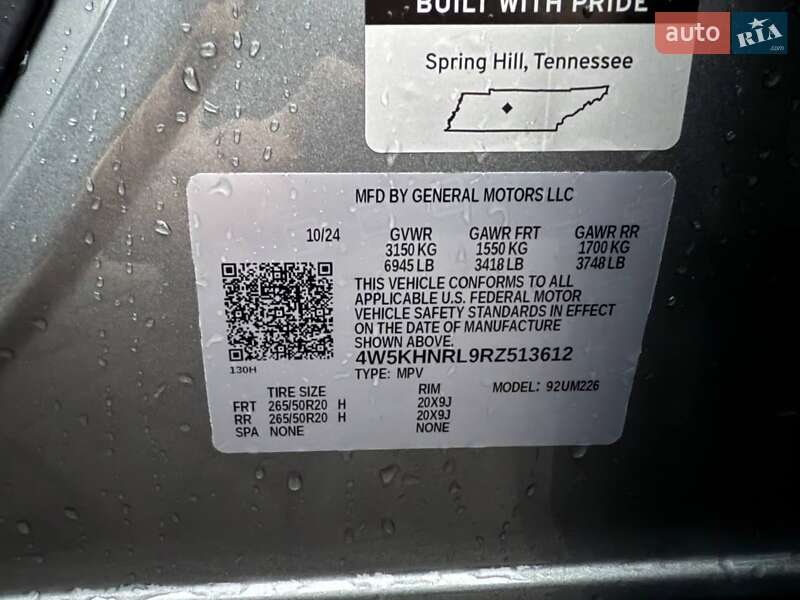 BUILT WITH PRIDE
auto RIA .com
Spring Hill, Tennessee
MFD BY GENERAL MOTORS LLC
10/24 GVWR GAWR FRT GAWR RR
3150 KG 1550 KG 1700 KG
6945 LB 3418 LB 3748 LB
THIS VEHICLE CONFORMS TO ALL
APPLICABLE U.S. FEDERAL MOTOR
VEHICLE SAFETY STANDARDS IN EFFECT
ON THE DATE OF MANUFACTURE
SHOWN ABOVE.
4W5KHNRL9RZ513612
130H
TYPE: MPV
TIRE SIZE RIM MODEL: 92UM226
FRT 265/50R20 H 20X9J
RR 265/50R20 H 20X9J
SPA NONE NONE